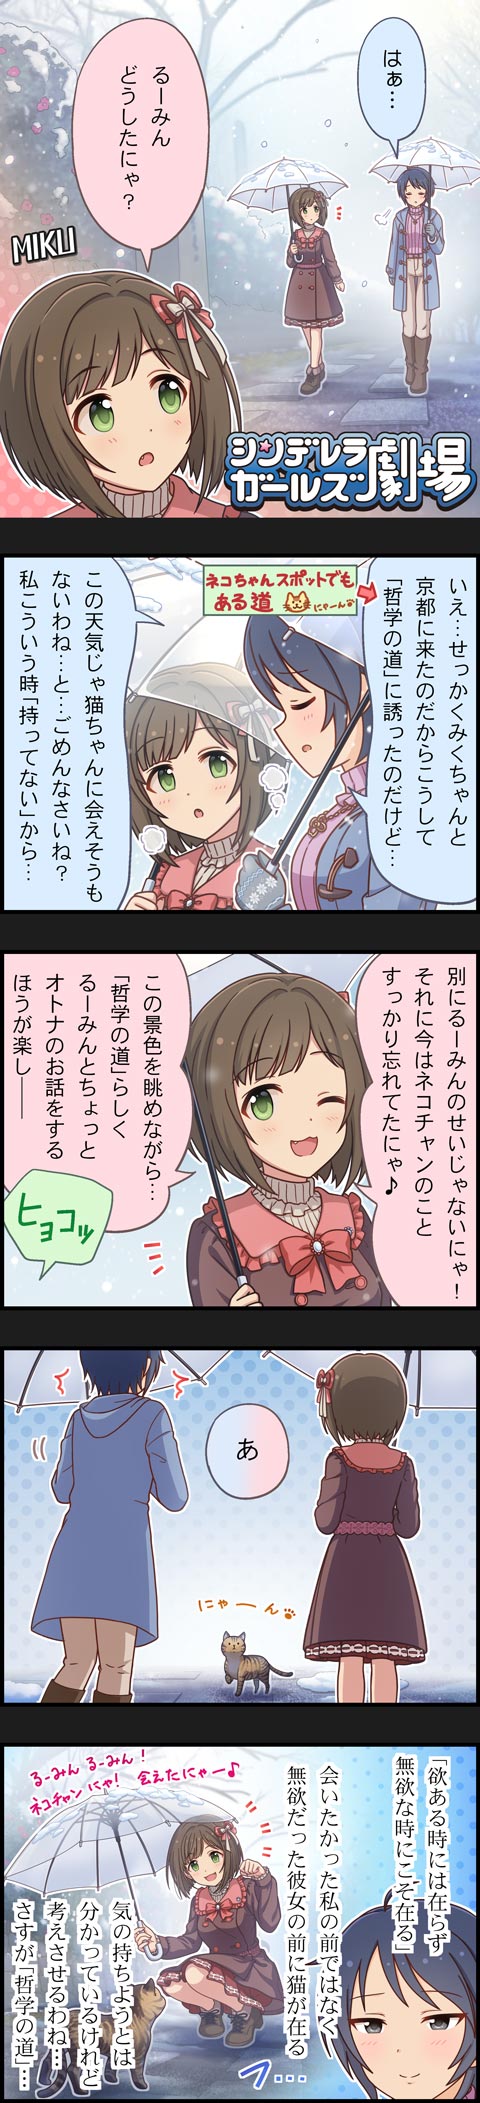 はぁ…
るーみん
どうしたにゃ？
MIKU
シンデレラ
ガールズ劇場
ネコちゃんスポットでも
ある道
にゃーん
いえ…せっかくみくちゃんと
京都に来たのだからこうして
「哲学の道」に誘ったのだけど…
この天気じゃ猫ちゃんに会えそうも
ないわね…と…ごめんなさいね？
私こういう時「持ってない」から…
別にるーみんのせいじゃないにゃ！
それに今はネコチャンのこと
すっかり忘れてたにゃ♪
この景色を眺めながら…
「哲学の道」らしく
るーみんとちょっと
オトナのお話をする
ほうが楽し――
ヒョコッ
あ
にゃーん
「欲ある時には在らず
無欲な時にこそ在る」
会いたかった私の前ではなく
無欲だった彼女の前に猫が在る
るーみんるーみん！
ネコチャンにゃ！会えたにゃー♪
気の持ちようとは
分かっているけれど
考えさせるわね…
さすが「哲学の道」…
フ…